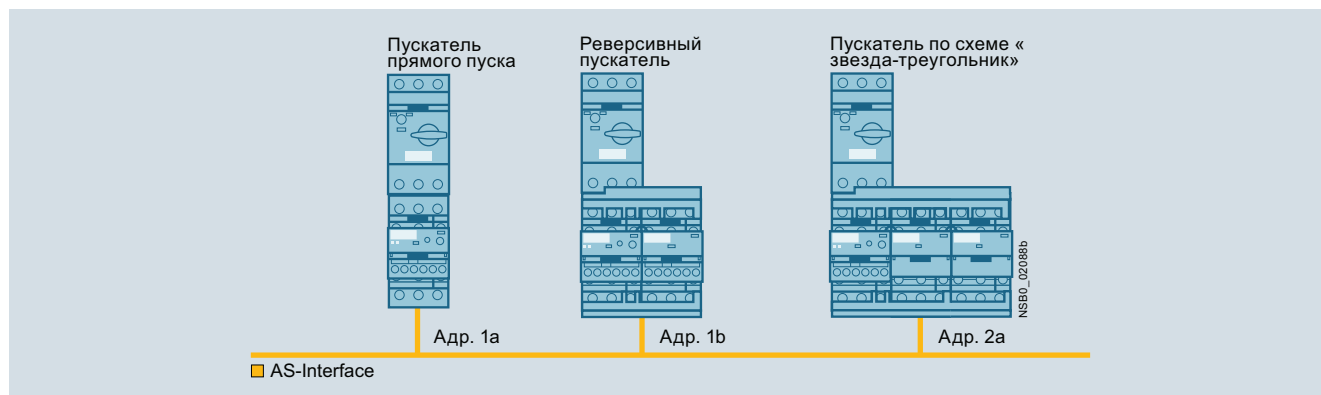 Пускатель
прямого пуска
Реверсивный
пускатель
Пускатель по схеме «
звезда-треугольник»
NSB0_02088b
Адр. 1a
Адр. 1b
Адр. 2a
AS-Interface